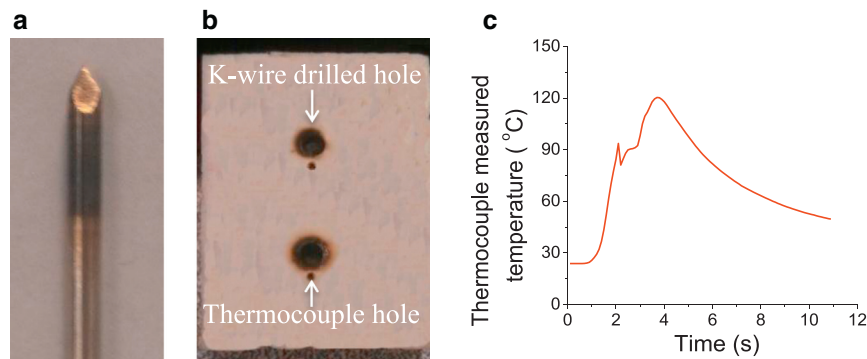 a
b
c
K-wire drilled hole
Thermocouple hole
Thermocouple measured
temperature ( °C)
150
120
90
60
30
0
0 2 4 6 8 10 12
Time (s)